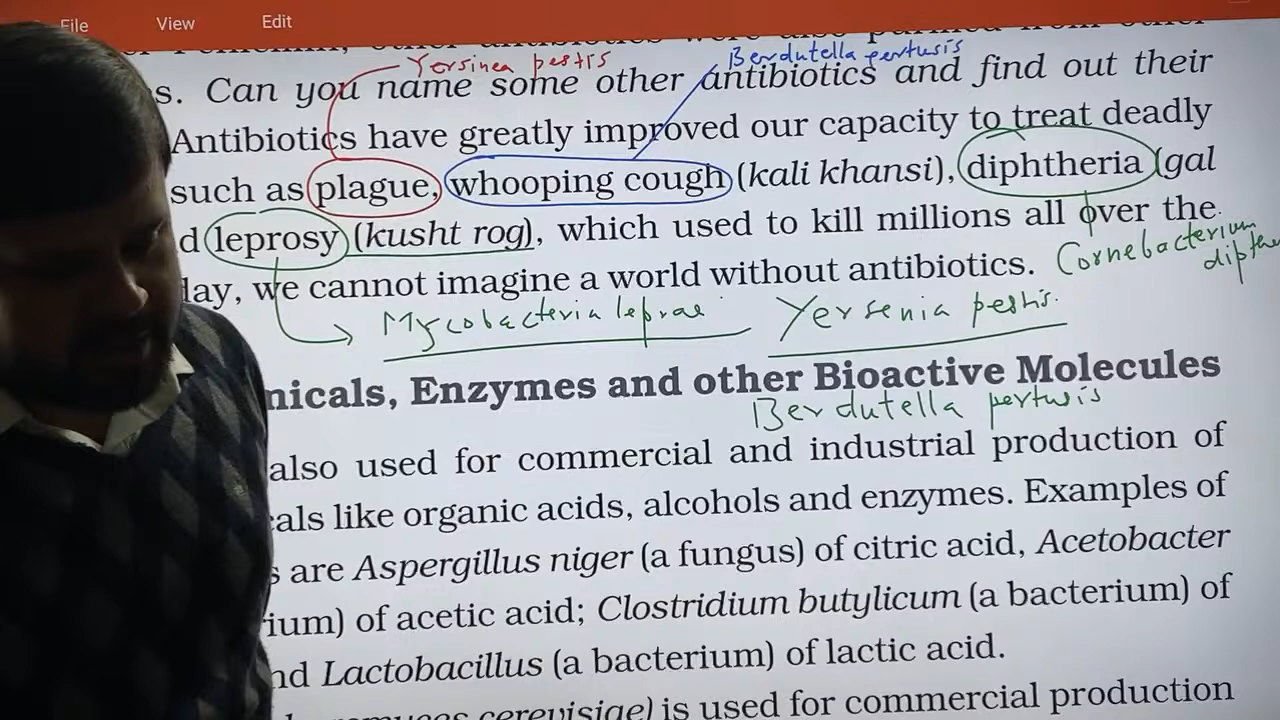 File View Edit
Yersinea pestis Berdutella pertusis
s. Can you name some other antibiotics and find out their
Antibiotics have greatly improved our capacity to treat deadly
such as plague, whooping cough (kali khansi), diphtheria (gal
d leprosy (kusht rog), which used to kill millions all over the
lay, we cannot imagine a world without antibiotics. Cornebacterium
Mycobacteria leprae Yersenia pestis.
nicals, Enzymes and other Bioactive Molecules
Berdutella pertusis
also used for commercial and industrial production of
cals like organic acids, alcohols and enzymes. Examples of
s are Aspergillus niger (a fungus) of citric acid, Acetobacter
ium) of acetic acid; Clostridium butylicum (a bacterium) of
nd Lactobacillus (a bacterium) of lactic acid.
cerevisiae) is used for commercial production